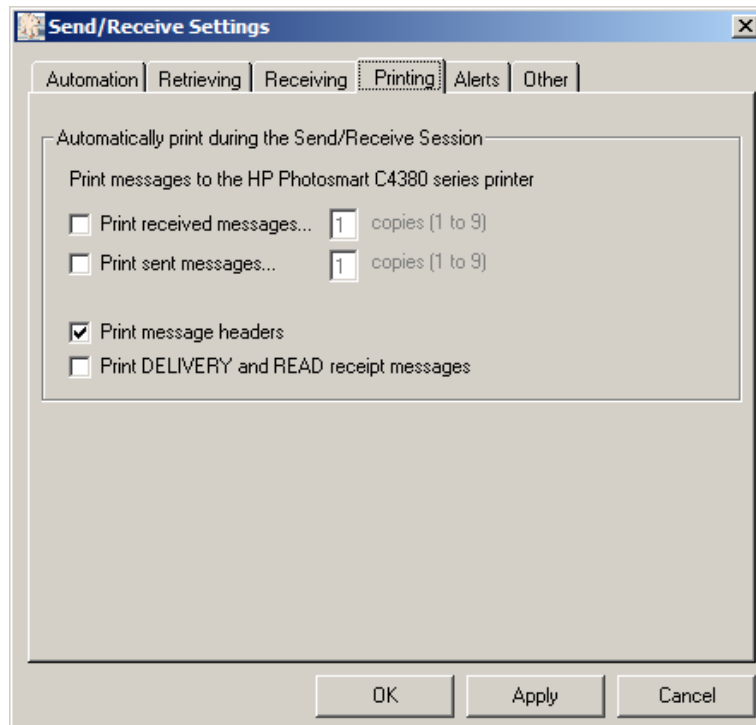 Send/Receive Settings
Automation Retrieving Receiving Printing Alerts Other
Automatically print during the Send/Receive Session
Print messages to the HP Photosmart C4380 series printer
Print received messages... 1 copies (1 to 9)
Print sent messages... 1 copies (1 to 9)
Print message headers
Print DELIVERY and READ receipt messages
OK Apply Cancel